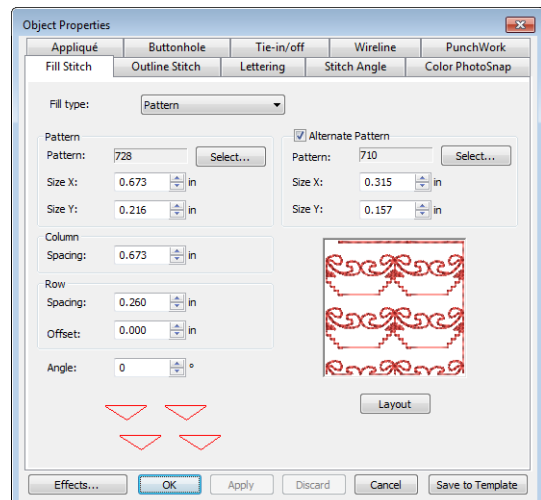 Object Properties
Appliqué Buttonhole Tie-in/off Wireline PunchWork
Fill Stitch Outline Stitch Lettering Stitch Angle Color PhotoSnap
Fill type: Pattern
Pattern Alternate Pattern
Pattern: 728 Select... Pattern: 710 Select...
Size X: 0.673 in Size X: 0.315 in
Size Y: 0.216 in Size Y: 0.157 in
Column
Spacing: 0.673 in
Row
Spacing: 0.260 in
Offset: 0.000 in
Angle: 0 °
Layout
Effects... OK Apply Discard Cancel Save to Template